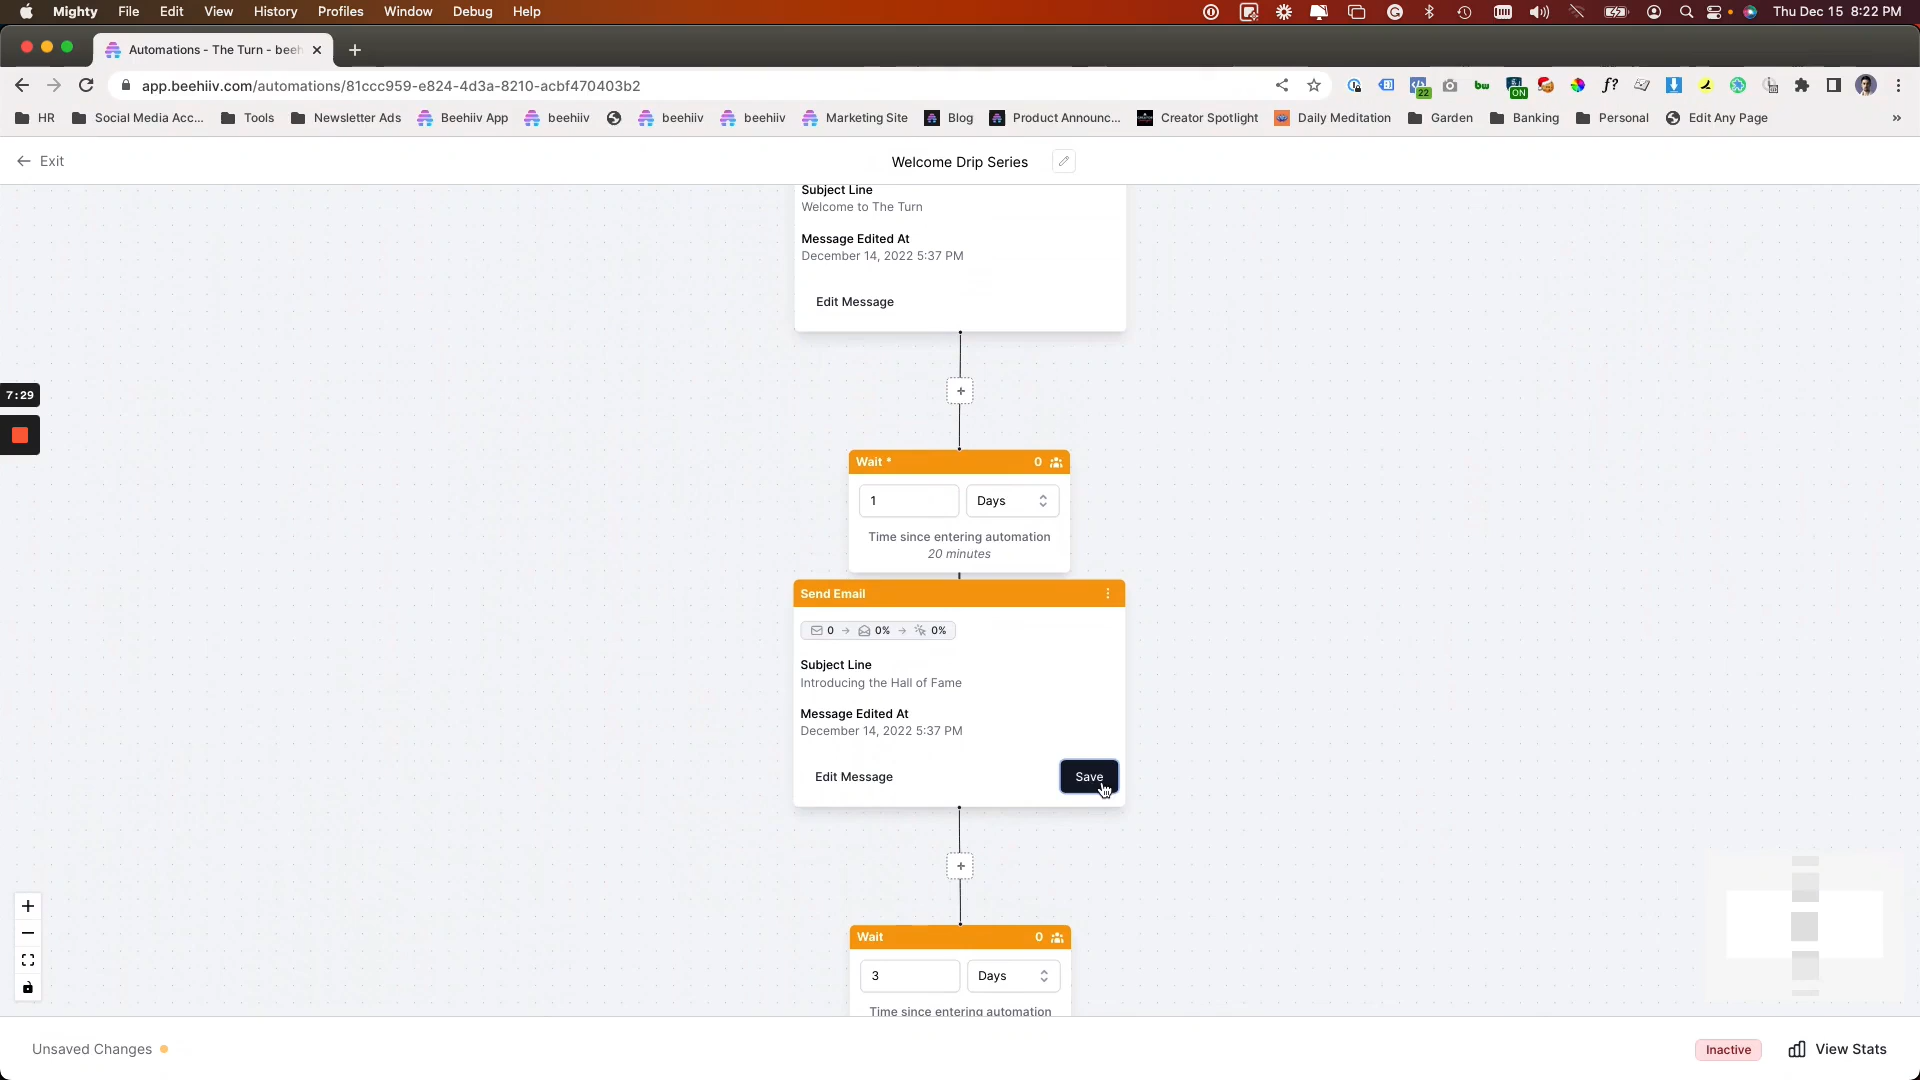 Mighty File Edit View History Profiles Window Debug Help Thu Dec 15 8:22 PM
Automations - The Turn - beeh
app.beehiiv.com/automations/81ccc959-e824-4d3a-8210-acbf470403b2
22 bw ON f?
HR Social Media Acc... Tools Newsletter Ads Beehiiv App beehiiv beehiiv beehiiv Marketing Site Blog Product Announc... Creator Spotlight Daily Meditation Garden Banking Personal Edit Any Page »
Exit
Welcome Drip Series
Subject Line
Welcome to The Turn
Message Edited At
December 14, 2022 5:37 PM
Edit Message
7:29
+
Wait * 0
1 Days
Time since entering automation
20 minutes
Send Email
0 0% 0%
Subject Line
Introducing the Hall of Fame
Message Edited At
December 14, 2022 5:37 PM
Edit Message Save
+
Wait 0
3 Days
Time since entering automation
Unsaved Changes
Inactive View Stats